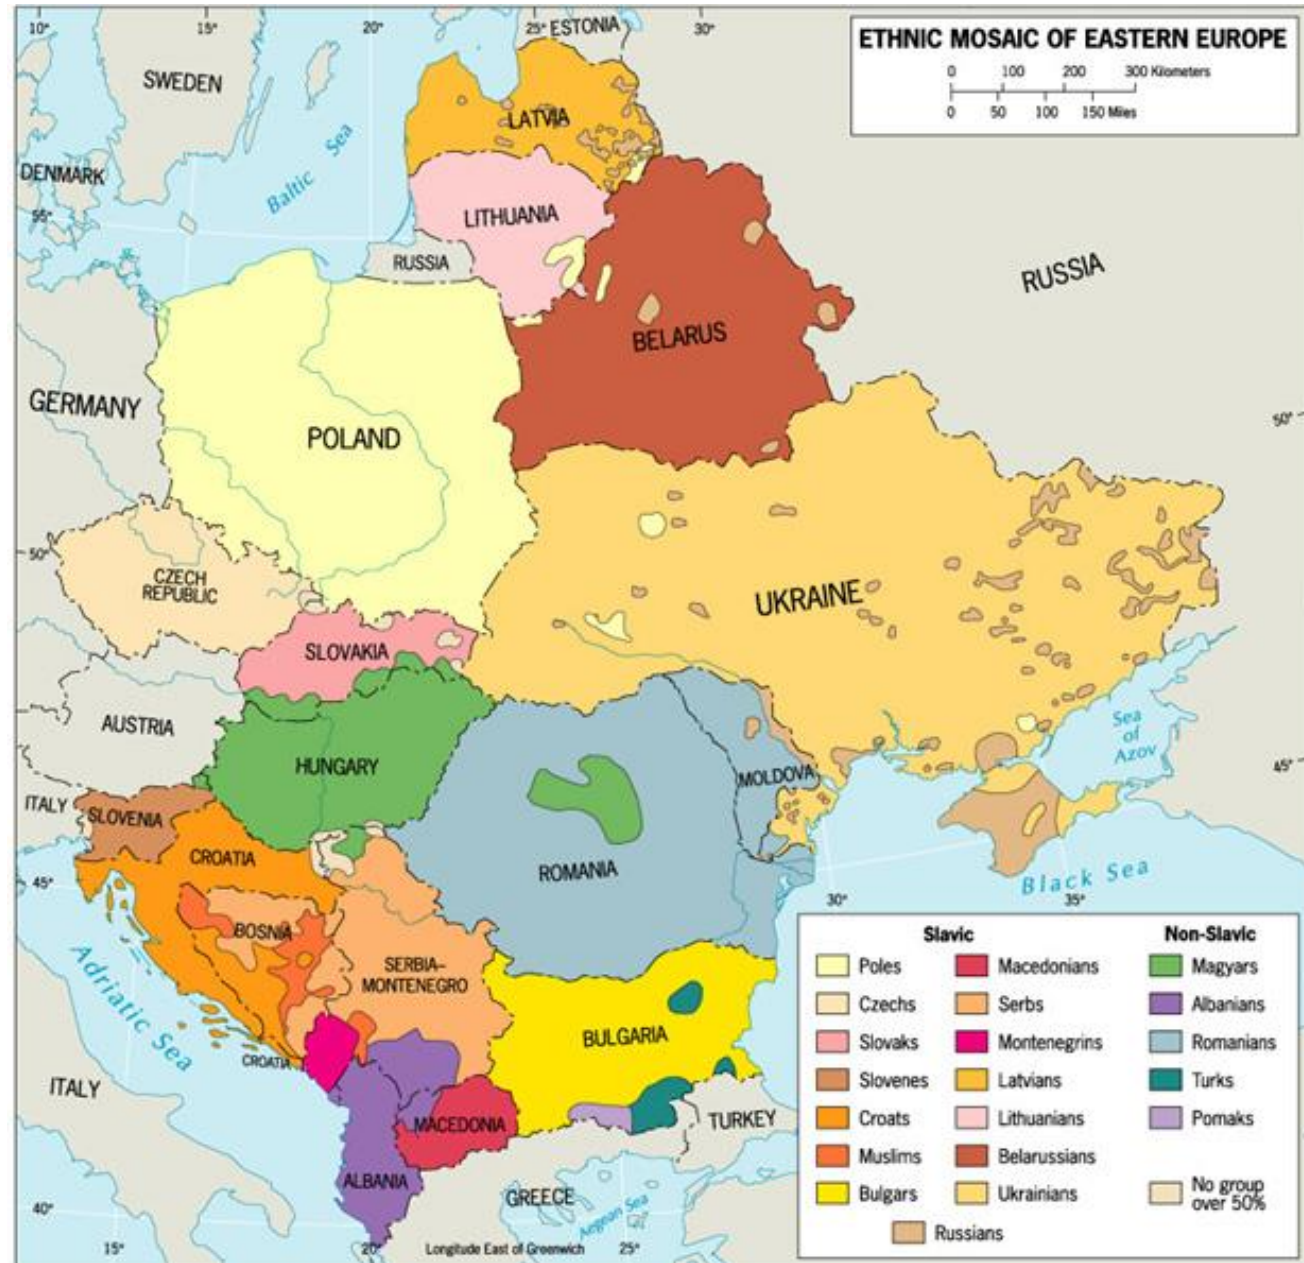 10°
15°
20°
25°
ESTONIA
30°
ETHNIC MOSAIC OF EASTERN EUROPE
0 100 200 300 Kilometers
0 50 100 150 Miles
SWEDEN
LATVIA
Baltic Sea
DENMARK
55°
LITHUANIA
RUSSIA
RUSSIA
BELARUS
GERMANY
POLAND
50°
50°
CZECH
REPUBLIC
UKRAINE
SLOVAKIA
AUSTRIA
Sea
of
Azov
HUNGARY
MOLDOVA
45°
ITALY
SLOVENIA
CROATIA
ROMANIA
45°
Black Sea
30°
35°
BOSNIA
SERBIA-
MONTENEGRO
Adriatic Sea
BULGARIA
CROATIA
ITALY
MACEDONIA
TURKEY
ALBANIA
GREECE
Aegean Sea
40°
15°
20°
Longitude East of Greenwich
25°
Slavic
Non-Slavic
Poles
Macedonians
Magyars
Czechs
Serbs
Albanians
Slovaks
Montenegrins
Romanians
Slovenes
Latvians
Turks
Croats
Lithuanians
Pomaks
Muslims
Belarussians
Bulgars
Ukrainians
No group
over 50%
Russians